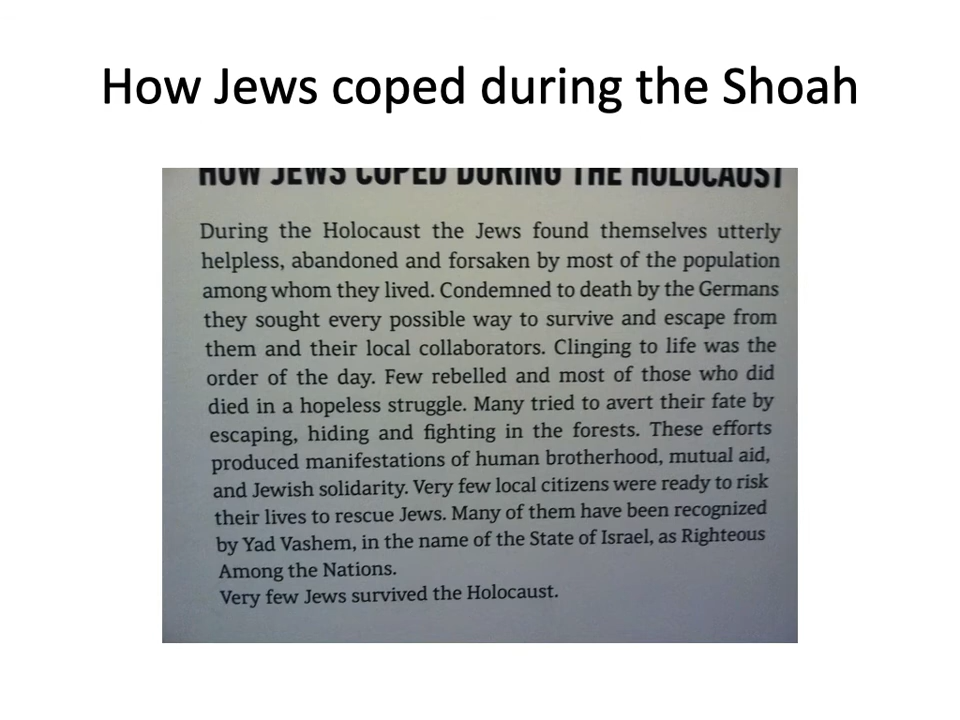 How Jews coped during the Shoah
HOW JEWS COPED DURING THE HOLOCAUST
During the Holocaust the Jews found themselves utterly
helpless, abandoned and forsaken by most of the population
among whom they lived. Condemned to death by the Germans
they sought every possible way to survive and escape from
them and their local collaborators. Clinging to life was the
order of the day. Few rebelled and most of those who did
died in a hopeless struggle. Many tried to avert their fate by
escaping, hiding and fighting in the forests. These efforts
produced manifestations of human brotherhood, mutual aid,
and Jewish solidarity. Very few local citizens were ready to risk
their lives to rescue Jews. Many of them have been recognized
by Yad Vashem, in the name of the State of Israel, as Righteous
Among the Nations.
Very few Jews survived the Holocaust.